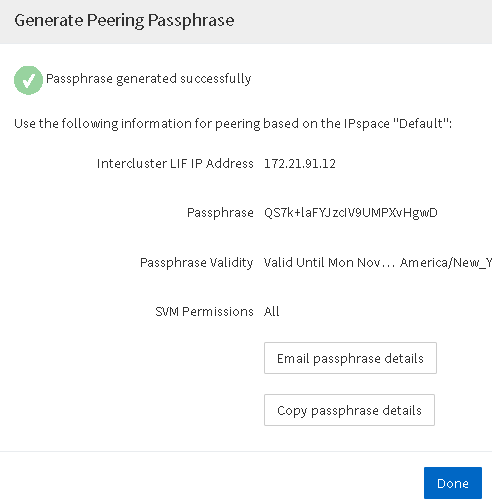 Generate Peering Passphrase
Passphrase generated successfully
Use the following information for peering based on the IPspace "Default":
Intercluster LIF IP Address 172.21.91.12
Passphrase QS7k+laFYJzcIV9UMPXvHgwD
Passphrase Validity Valid Until Mon Nov... America/New_Y
SVM Permissions All
Email passphrase details
Copy passphrase details
Done